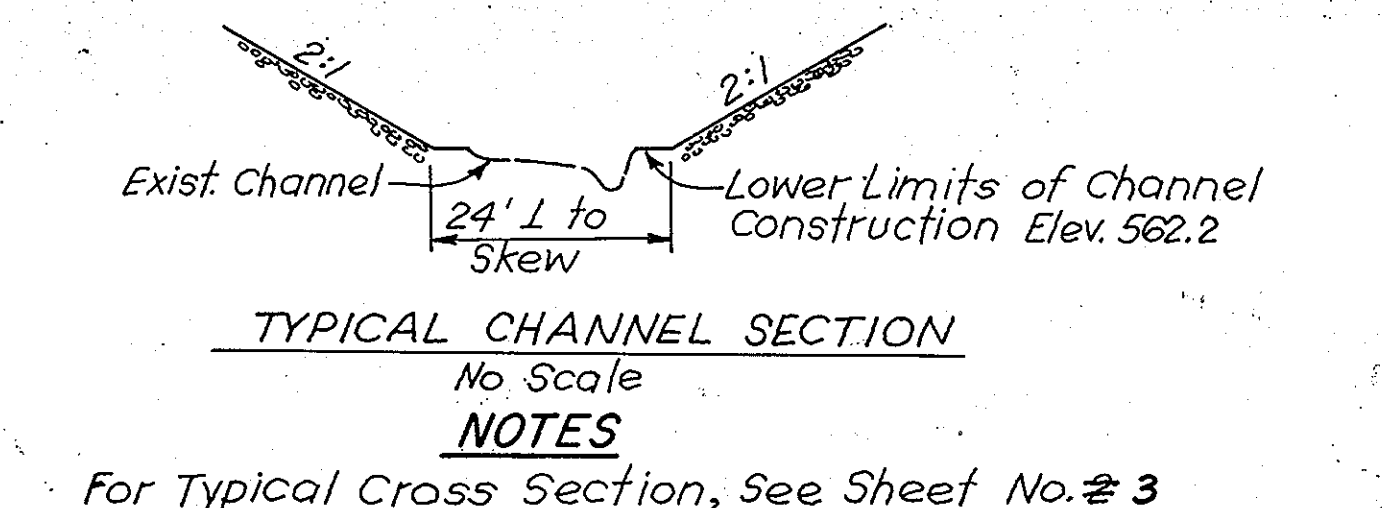 2:1
2:1
Exist. Channel
Lower Limits of Channel
Construction Elev. 562.2
24' ⊥ to
Skew
TYPICAL CHANNEL SECTION
No Scale
NOTES
For Typical Cross Section, See Sheet No. 2 3